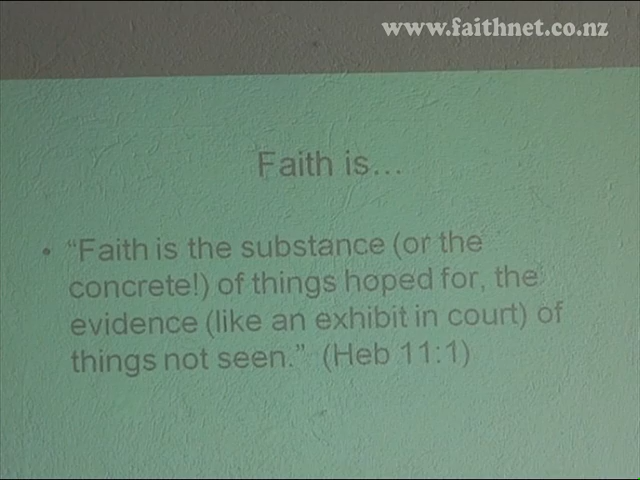 www.faithnet.co.nz
Faith is...
• "Faith is the substance (or the
concrete!) of things hoped for, the
evidence (like an exhibit in court) of
things not seen." (Heb 11:1)